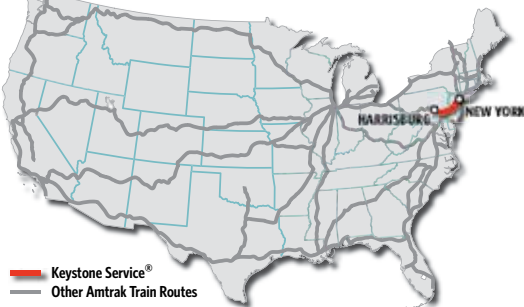 HARRISBURG
NEW YORK
Keystone Service®
Other Amtrak Train Routes